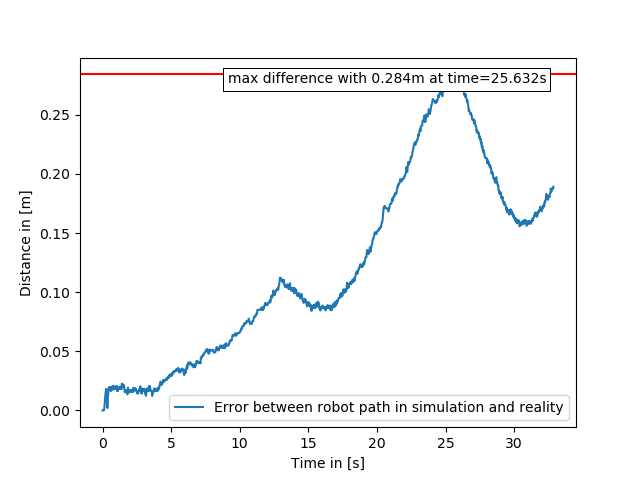 max difference with 0.284m at time=25.632s
0.25
0.20
0.15
0.10
0.05
0.00
Distance in [m]
Error between robot path in simulation and reality
0 5 10 15 20 25 30
Time in [s]